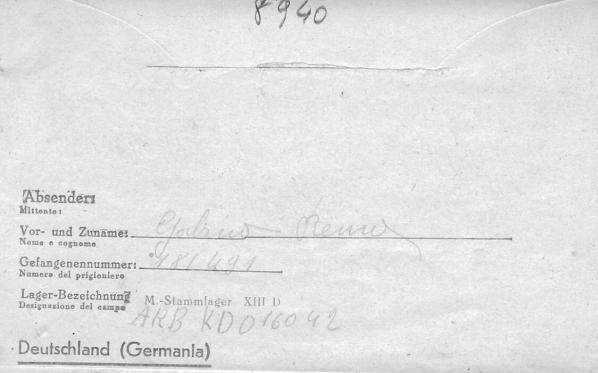 8940
Absender:
Mittente:
Vor- und Zuname:
Nome e cognome
Gefangenennummer: 181491
Numero del prigioniero
Lager-Bezeichnung M.-Stammlager XIII D
Designazione del campo
ARB KDO 16042
Deutschland (Germania)